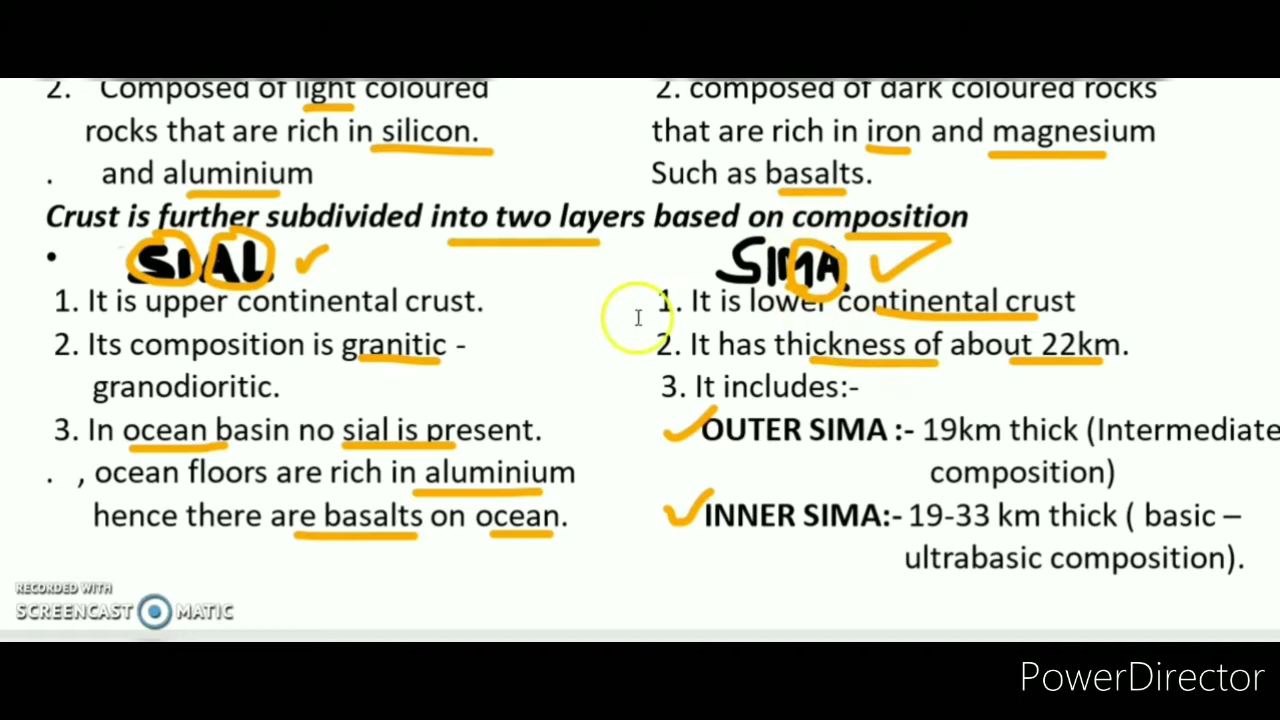 2. Composed of light coloured
rocks that are rich in silicon.
. and aluminium
2. composed of dark coloured rocks
that are rich in iron and magnesium
Such as basalts.
Crust is further subdivided into two layers based on composition
• SIAL
1. It is upper continental crust.
2. Its composition is granitic -
granodioritic.
3. In ocean basin no sial is present.
. , ocean floors are rich in aluminium
hence there are basalts on ocean.
SIMA
1. It is lower continental crust
2. It has thickness of about 22km.
3. It includes:-
OUTER SIMA :- 19km thick (Intermediate
composition)
INNER SIMA:- 19-33 km thick ( basic –
ultrabasic composition).
RECORDED WITH
SCREENCAST MATIC
PowerDirector